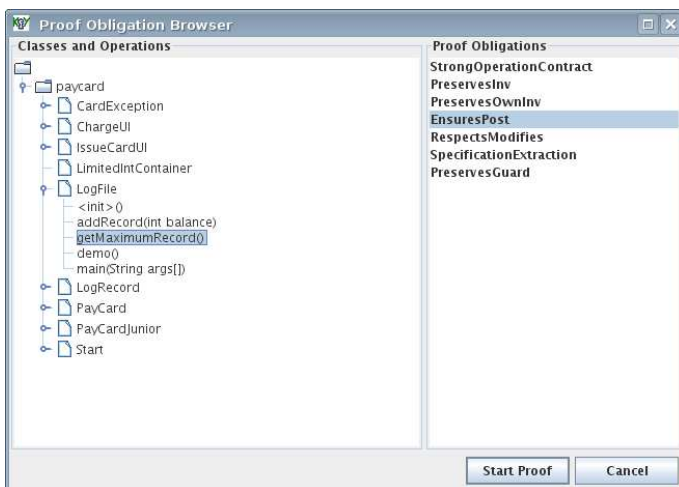 KeY Proof Obligation Browser
Classes and Operations
paycard
CardException
ChargeUI
IssueCardUI
LimitedIntContainer
LogFile
<init>()
addRecord(int balance)
getMaximumRecord()
demo()
main(String args[])
LogRecord
PayCard
PayCardJunior
Start
Proof Obligations
StrongOperationContract
PreservesInv
PreservesOwnInv
EnsuresPost
RespectsModifies
SpecificationExtraction
PreservesGuard
Start Proof
Cancel